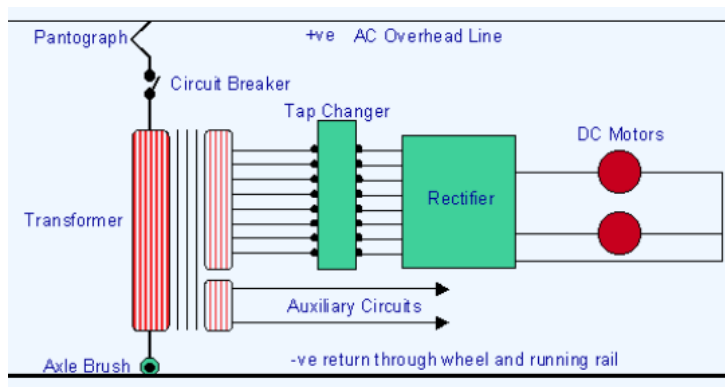 Pantograph
+ve AC Overhead Line
Circuit Breaker
Tap Changer
DC Motors
Transformer
Rectifier
Auxiliary Circuits
Axle Brush
-ve return through wheel and running rail